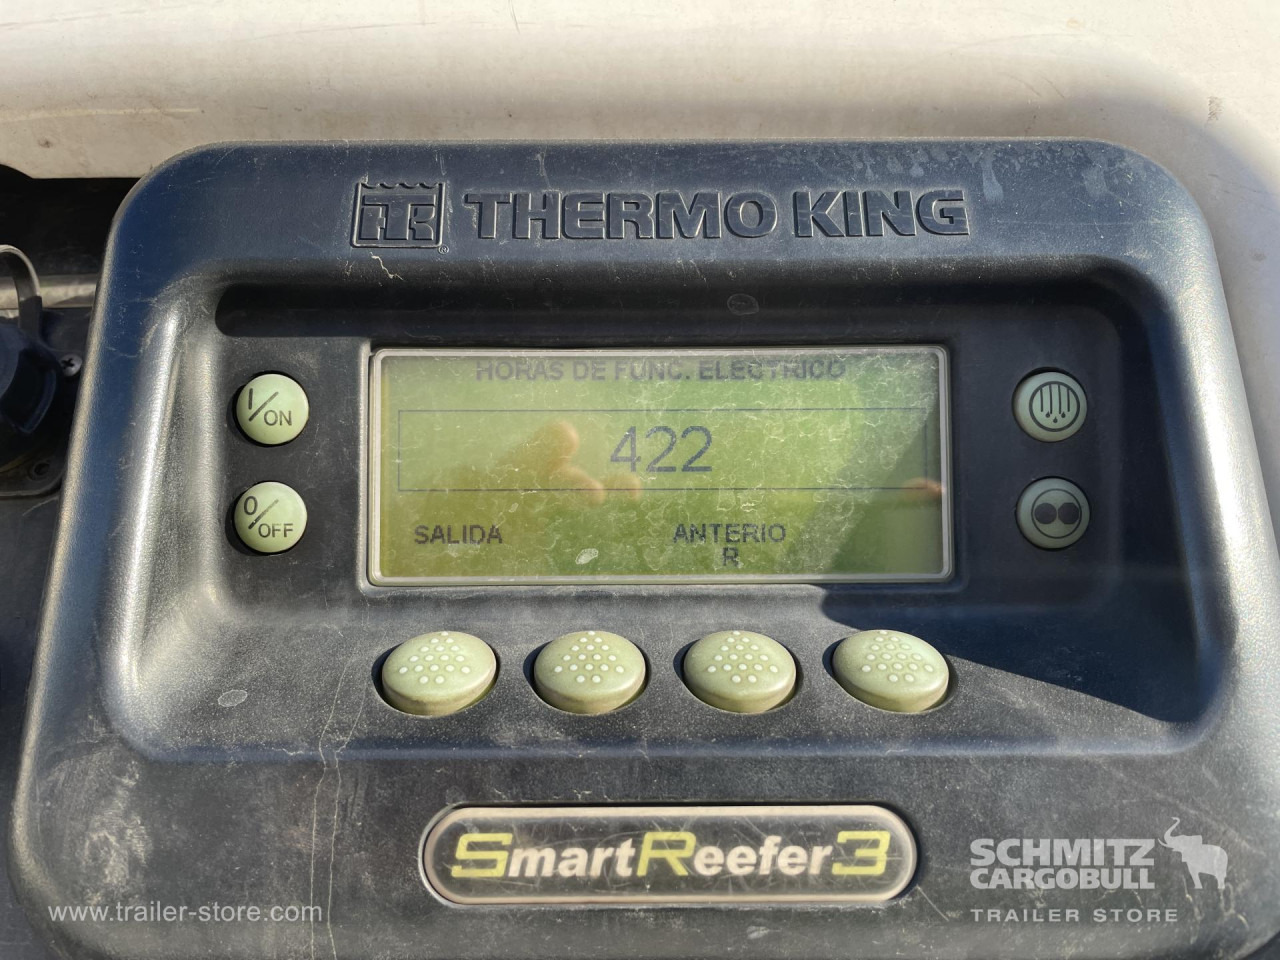 TK ®
THERMO KING
HORAS DE FUNC. ELECTRICO
I/ON
422
0/OFF
SALIDA
ANTERIO
R
SmartReefer3
SCHMITZ
CARGOBULL
TRAILER STORE
www.trailer-store.com